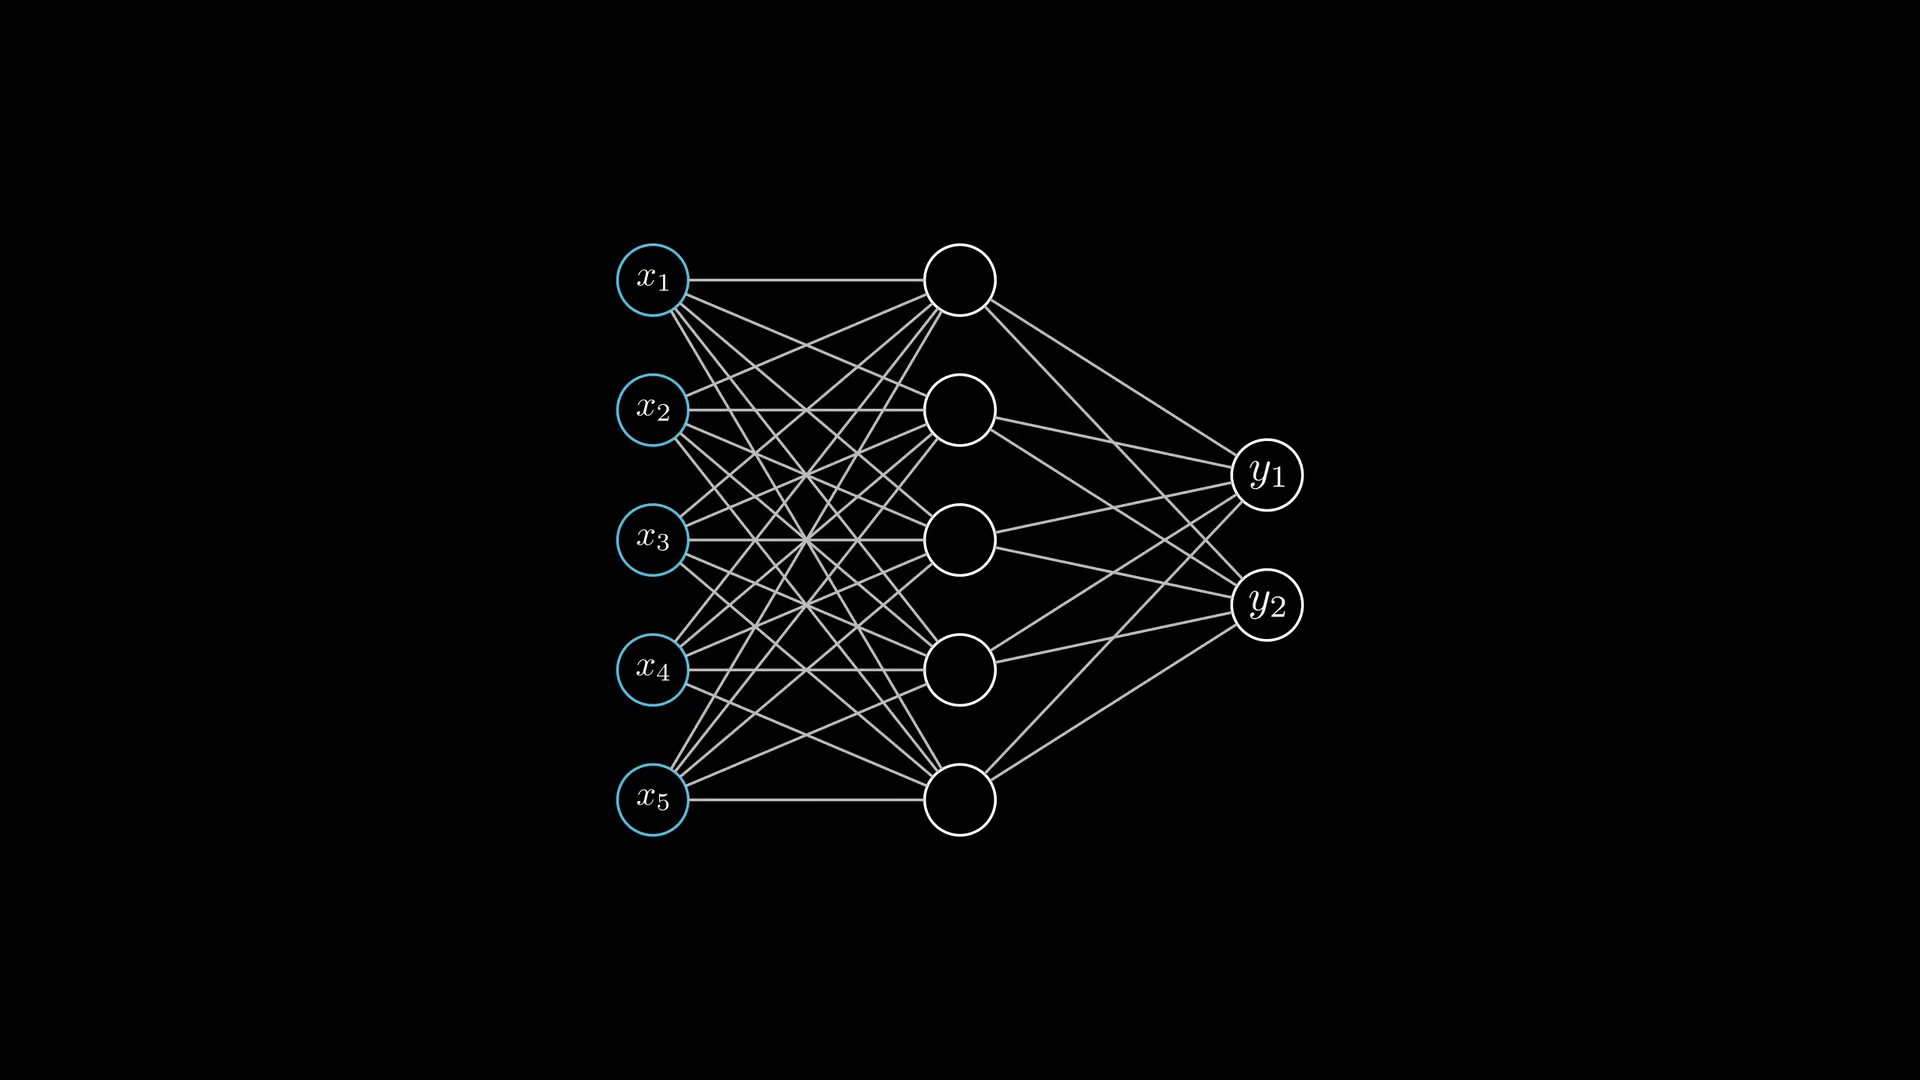 x₁
x₂
x₃
x₄
x₅
y₁
y₂